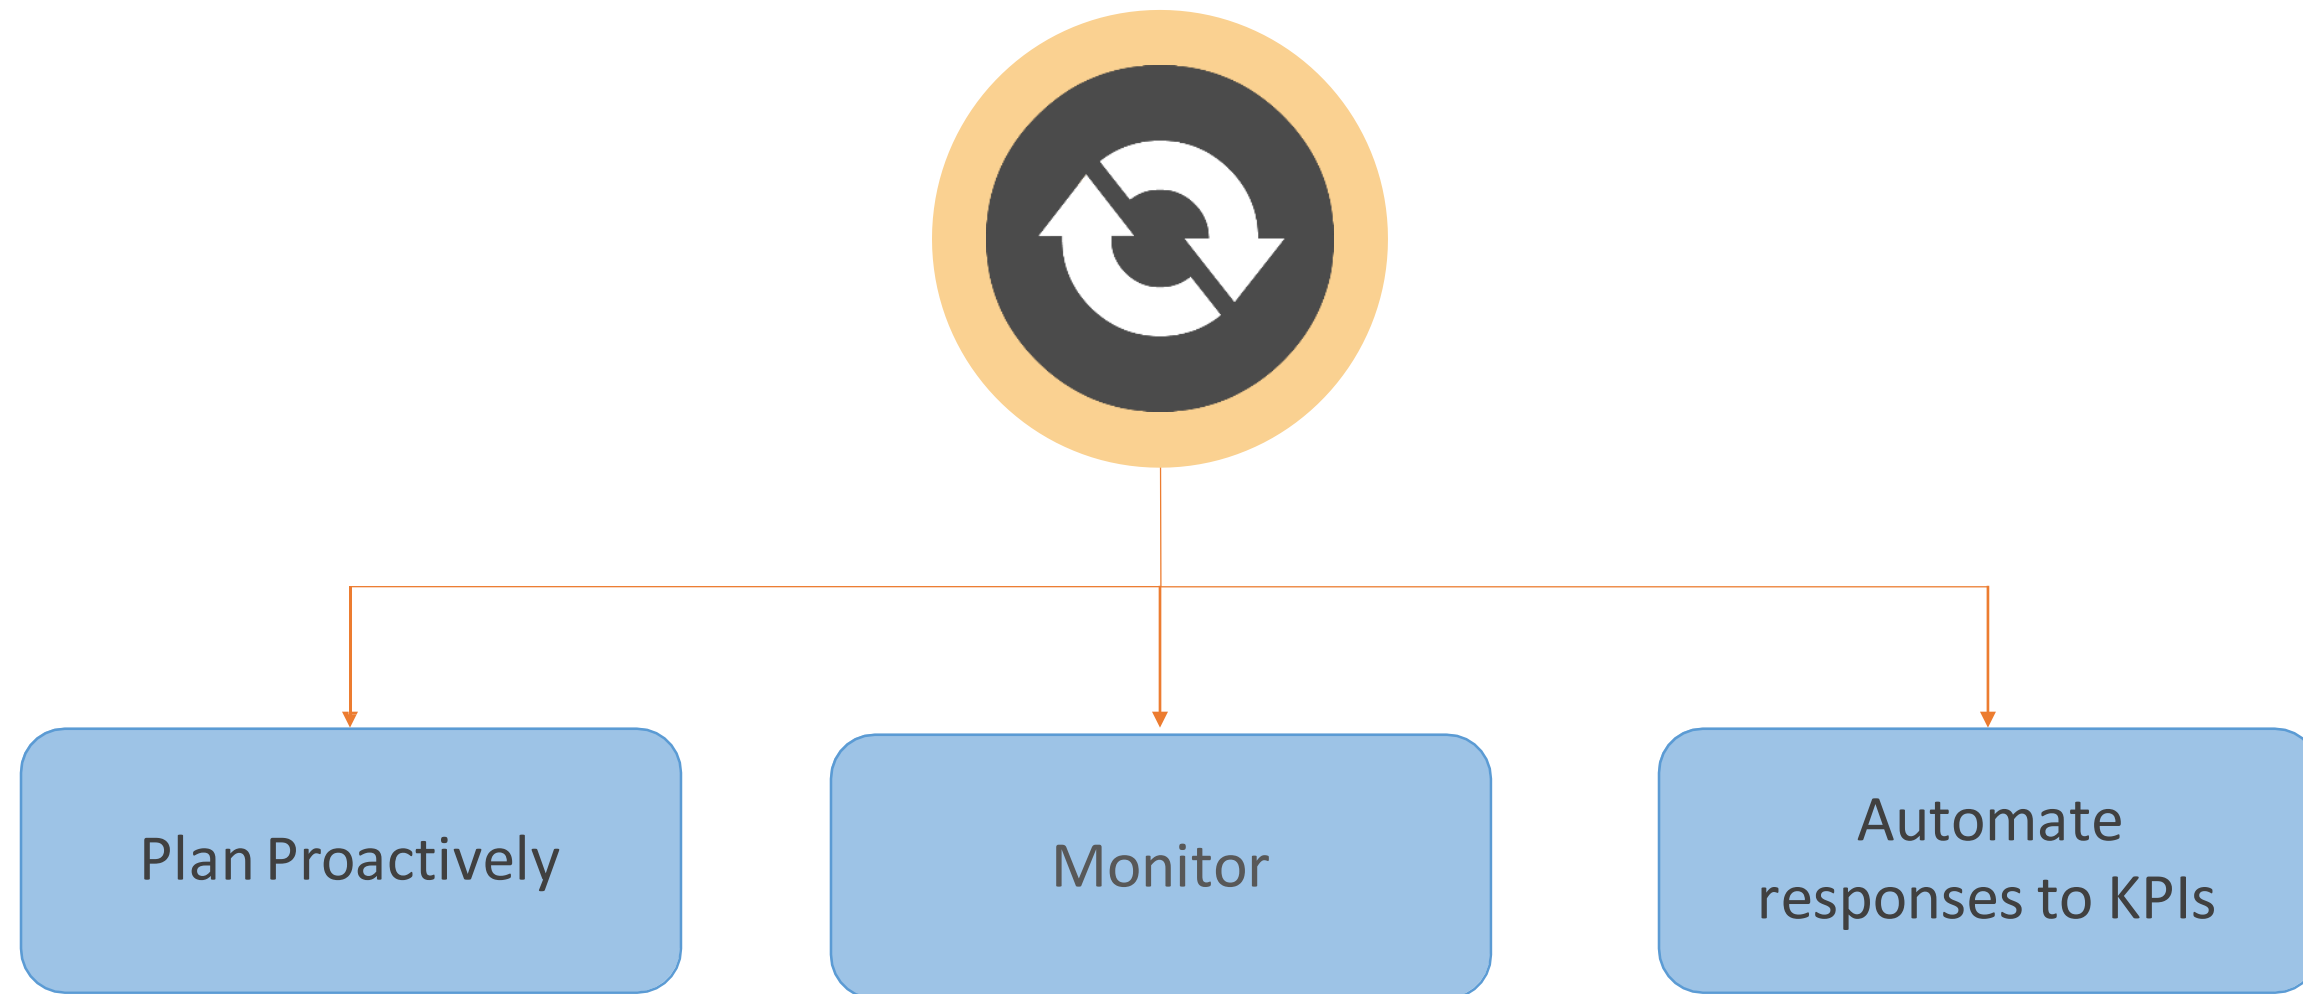 Plan Proactively
Monitor
Automate
responses to KPIs